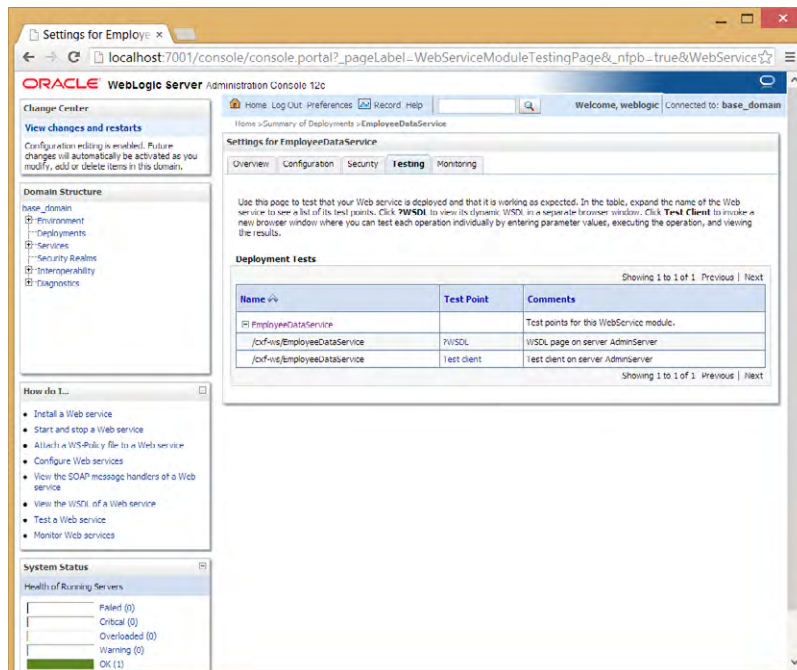 Settings for Employe
localhost:7001/console/console.portal?_pageLabel=WebServiceModuleTestingPage&_nfpb=true&WebService
ORACLE WebLogic Server Administration Console 12c
Change Center
View changes and restarts
Configuration editing is enabled. Future
changes will automatically be activated as you
modify, add or delete items in this domain.
Domain Structure
base_domain
Environment
Deployments
Services
Security Realms
Interoperability
Diagnostics
How do I...
Install a Web service
Start and stop a Web service
Attach a WS-Policy file to a Web service
Configure Web services
View the SOAP message handlers of a Web
service
View the WSDL of a Web service
Test a Web service
Monitor Web services
System Status
Health of Running Servers
Failed (0)
Critical (0)
Overloaded (0)
Warning (0)
OK (1)
Home Log Out Preferences Record Help
Welcome, weblogic Connected to: base_domain
Home >Summary of Deployments >EmployeeDataService
Settings for EmployeeDataService
Overview Configuration Security Testing Monitoring
Use this page to test that your Web service is deployed and that it is working as expected. In the table, expand the name of the Web
service to see a list of its test points. Click ?WSDL to view its dynamic WSDL in a separate browser window. Click Test Client to invoke a
new browser window where you can test each operation individually by entering parameter values, executing the operation, and viewing
the results.
Deployment Tests
Showing 1 to 1 of 1 Previous | Next
Name Test Point Comments
EmployeeDataService Test points for this WebService module.
/cxf-ws/EmployeeDataService ?WSDL WSDL page on server AdminServer
/cxf-ws/EmployeeDataService Test client Test client on server AdminServer
Showing 1 to 1 of 1 Previous | Next